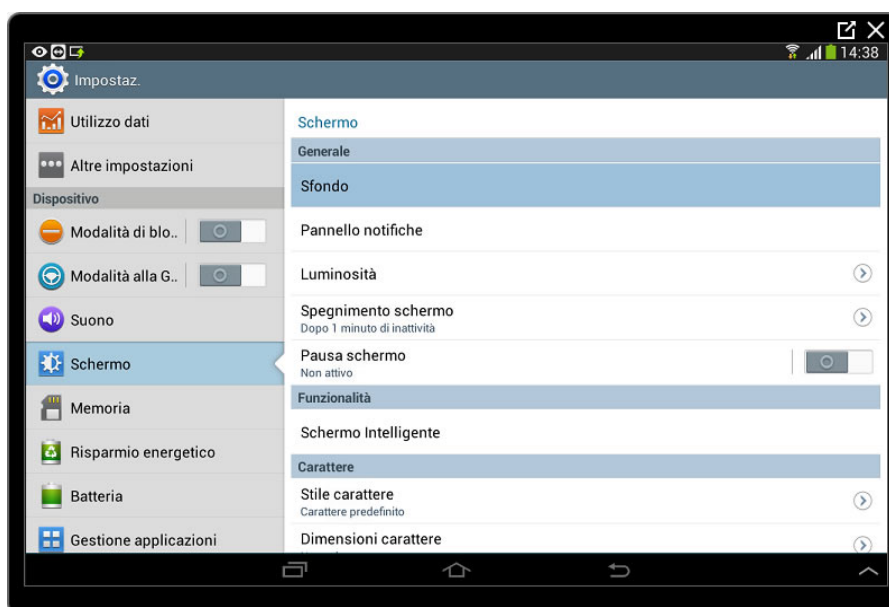 14:38
Impostaz.
Utilizzo dati
Altre impostazioni
Dispositivo
Modalità di blo..
Modalità alla G..
Suono
Schermo
Memoria
Risparmio energetico
Batteria
Gestione applicazioni
Schermo
Generale
Sfondo
Pannello notifiche
Luminosità
Spegnimento schermo
Dopo 1 minuto di inattività
Pausa schermo
Non attivo
Funzionalità
Schermo Intelligente
Carattere
Stile carattere
Carattere predefinito
Dimensioni carattere